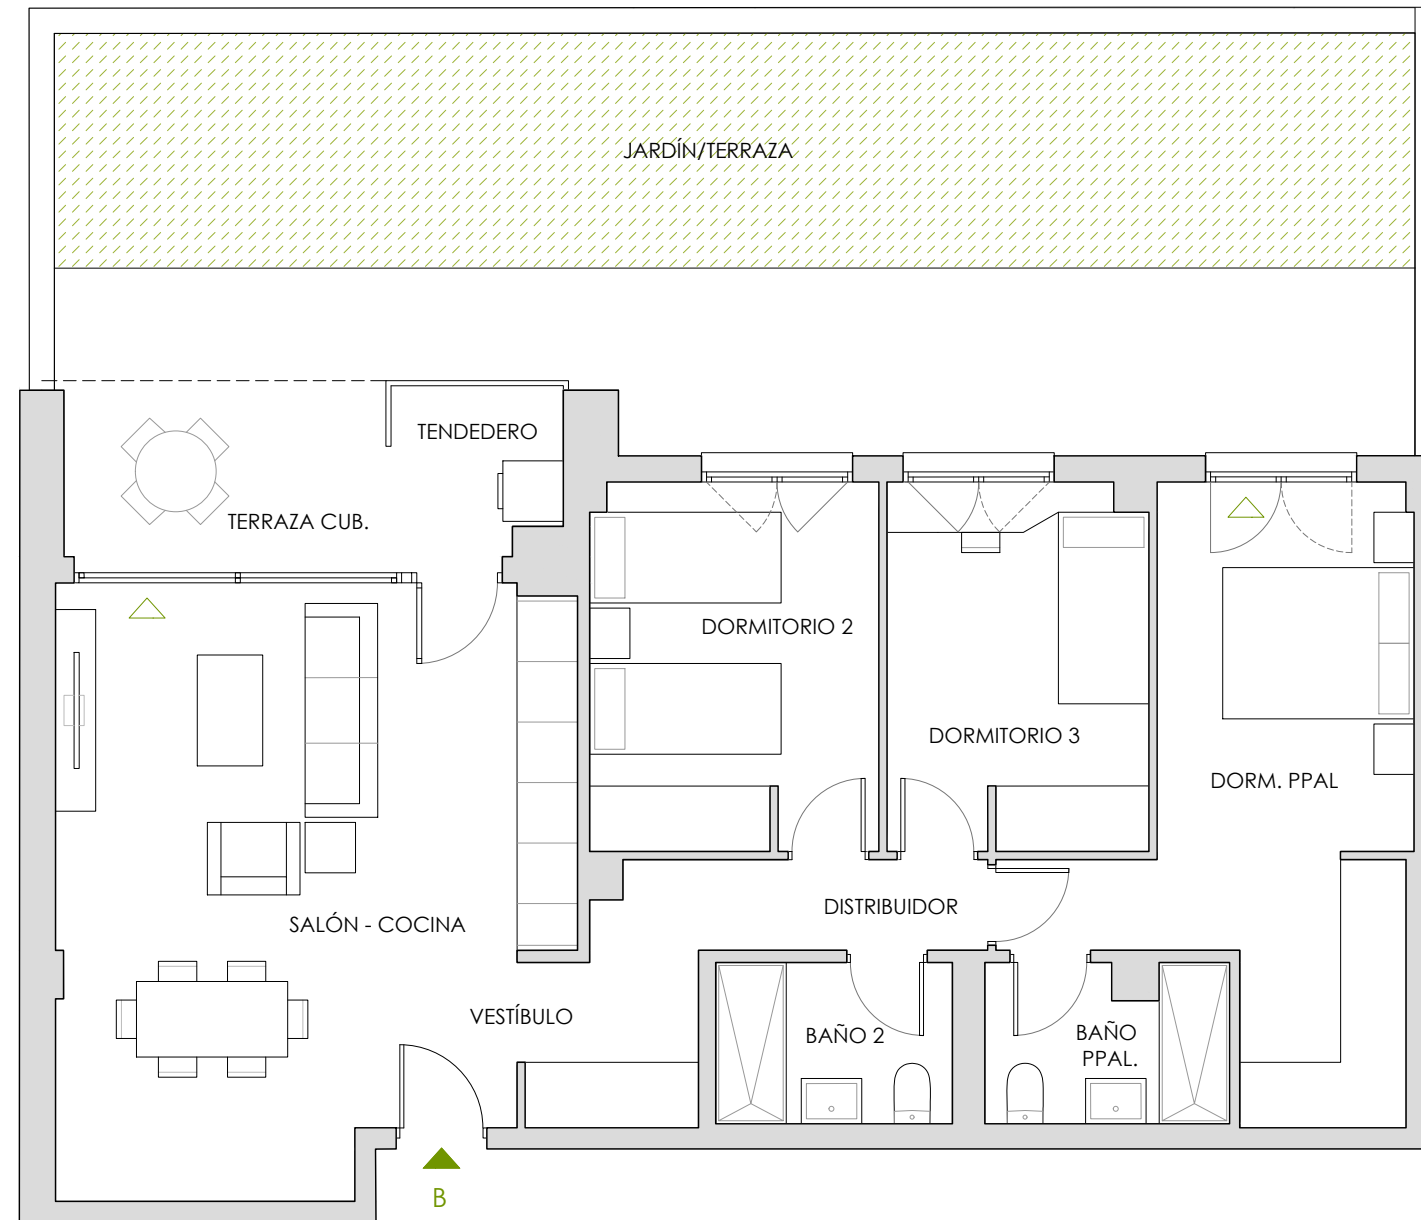 JARDÍN/TERRAZA
TENDEDERO
TERRAZA CUB.
DORMITORIO 2
DORMITORIO 3
DORM. PPAL
DISTRIBUIDOR
SALÓN - COCINA
VESTÍBULO
BAÑO 2
BAÑO
PPAL.
B